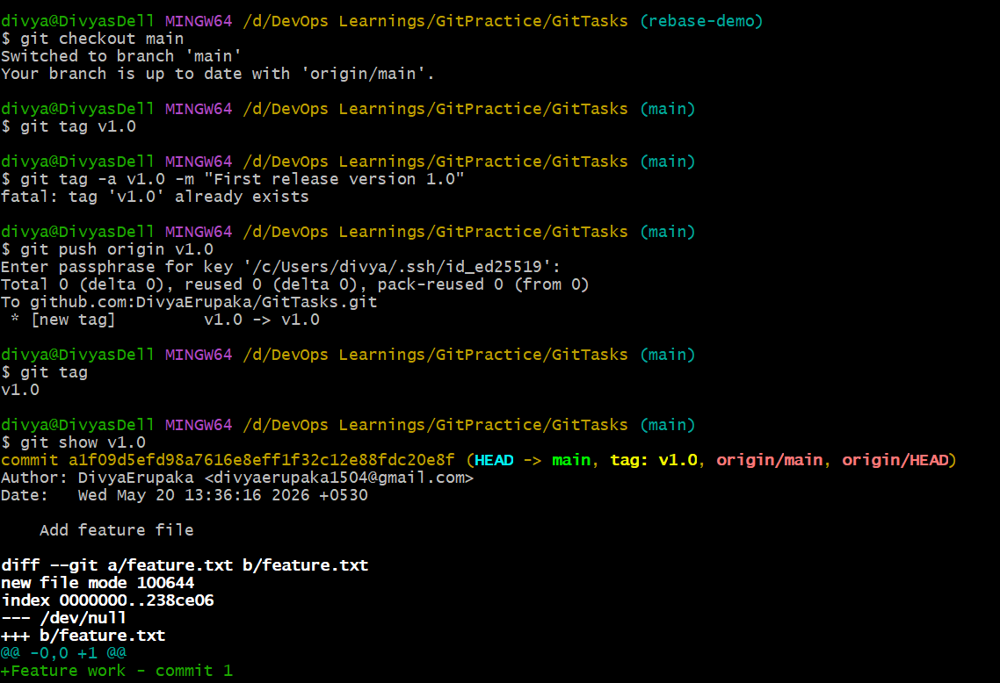 divya@DivyasDell MINGW64 /d/DevOps Learnings/GitPractice/GitTasks (rebase-demo)
$ git checkout main
Switched to branch 'main'
Your branch is up to date with 'origin/main'.
divya@DivyasDell MINGW64 /d/DevOps Learnings/GitPractice/GitTasks (main)
$ git tag v1.0
divya@DivyasDell MINGW64 /d/DevOps Learnings/GitPractice/GitTasks (main)
$ git tag -a v1.0 -m "First release version 1.0"
fatal: tag 'v1.0' already exists
divya@DivyasDell MINGW64 /d/DevOps Learnings/GitPractice/GitTasks (main)
$ git push origin v1.0
Enter passphrase for key '/c/Users/divya/.ssh/id_ed25519':
Total 0 (delta 0), reused 0 (delta 0), pack-reused 0 (from 0)
To github.com:DivyaErupaka/GitTasks.git
 * [new tag]         v1.0 -> v1.0
divya@DivyasDell MINGW64 /d/DevOps Learnings/GitPractice/GitTasks (main)
$ git tag
v1.0
divya@DivyasDell MINGW64 /d/DevOps Learnings/GitPractice/GitTasks (main)
$ git show v1.0
commit a1f09d5efd98a7616e8eff1f32c12e88fdc20e8f (HEAD -> main, tag: v1.0, origin/main, origin/HEAD)
Author: DivyaErupaka <divyaerupaka1504@gmail.com>
Date:   Wed May 20 13:36:16 2026 +0530
    Add feature file
diff --git a/feature.txt b/feature.txt
new file mode 100644
index 0000000..238ce06
--- /dev/null
+++ b/feature.txt
@@ -0,0 +1 @@
+Feature work - commit 1